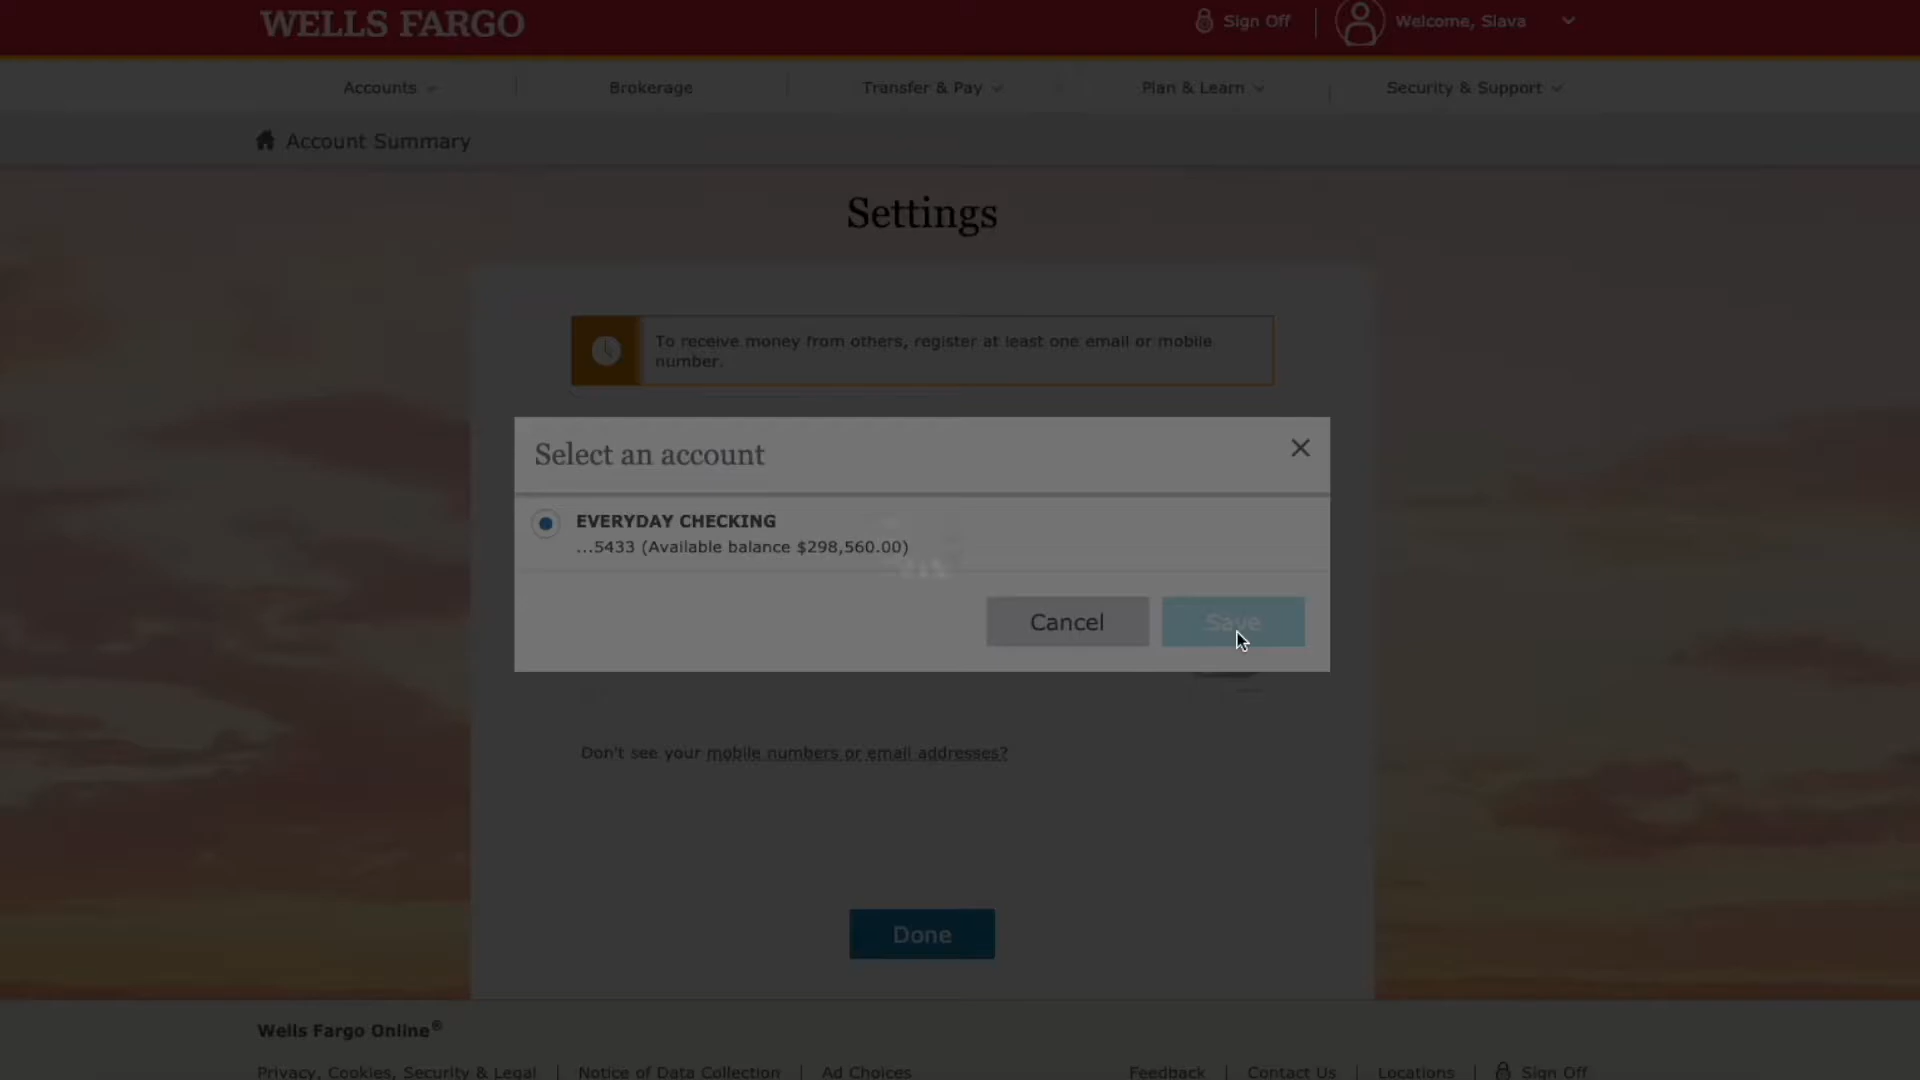 WELLS FARGO
Sign Off
Welcome, Slava
Accounts
Brokerage
Transfer & Pay
Plan & Learn
Security & Support
Account Summary
Settings
To receive money from others, register at least one email or mobile
number.
Select an account
EVERYDAY CHECKING
...5433 (Available balance $298,560.00)
Cancel
Save
Don't see your mobile numbers or email addresses?
Done
Wells Fargo Online®
Privacy, Cookies, Security & Legal
Notice of Data Collection
Ad Choices
Feedback
Contact Us
Locations
Sign Off